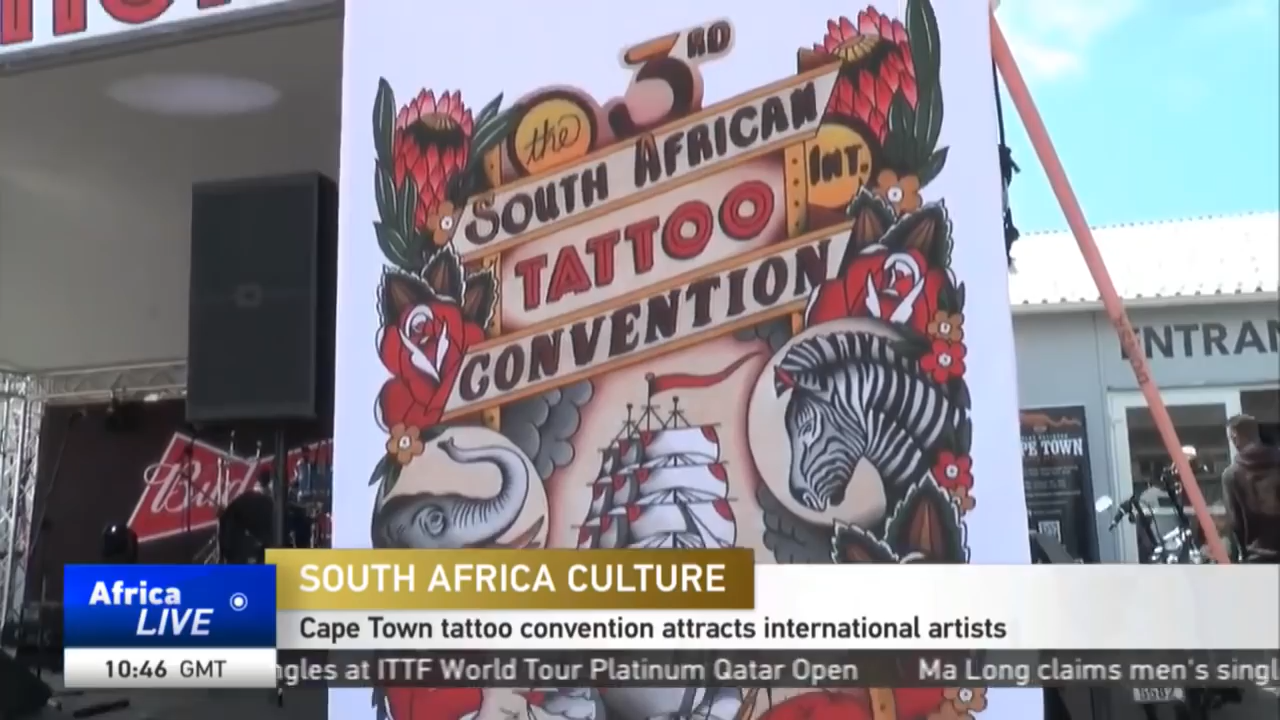 the 3RD
SOUTH AFRICAN
INT.
TATTOO
CONVENTION
ENTRAN
PE TOWN
Bud
Africa
LIVE
SOUTH AFRICA CULTURE
Cape Town tattoo convention attracts international artists
10:46 GMT
ngles at ITTF World Tour Platinum Qatar Open Ma Long claims men's singl